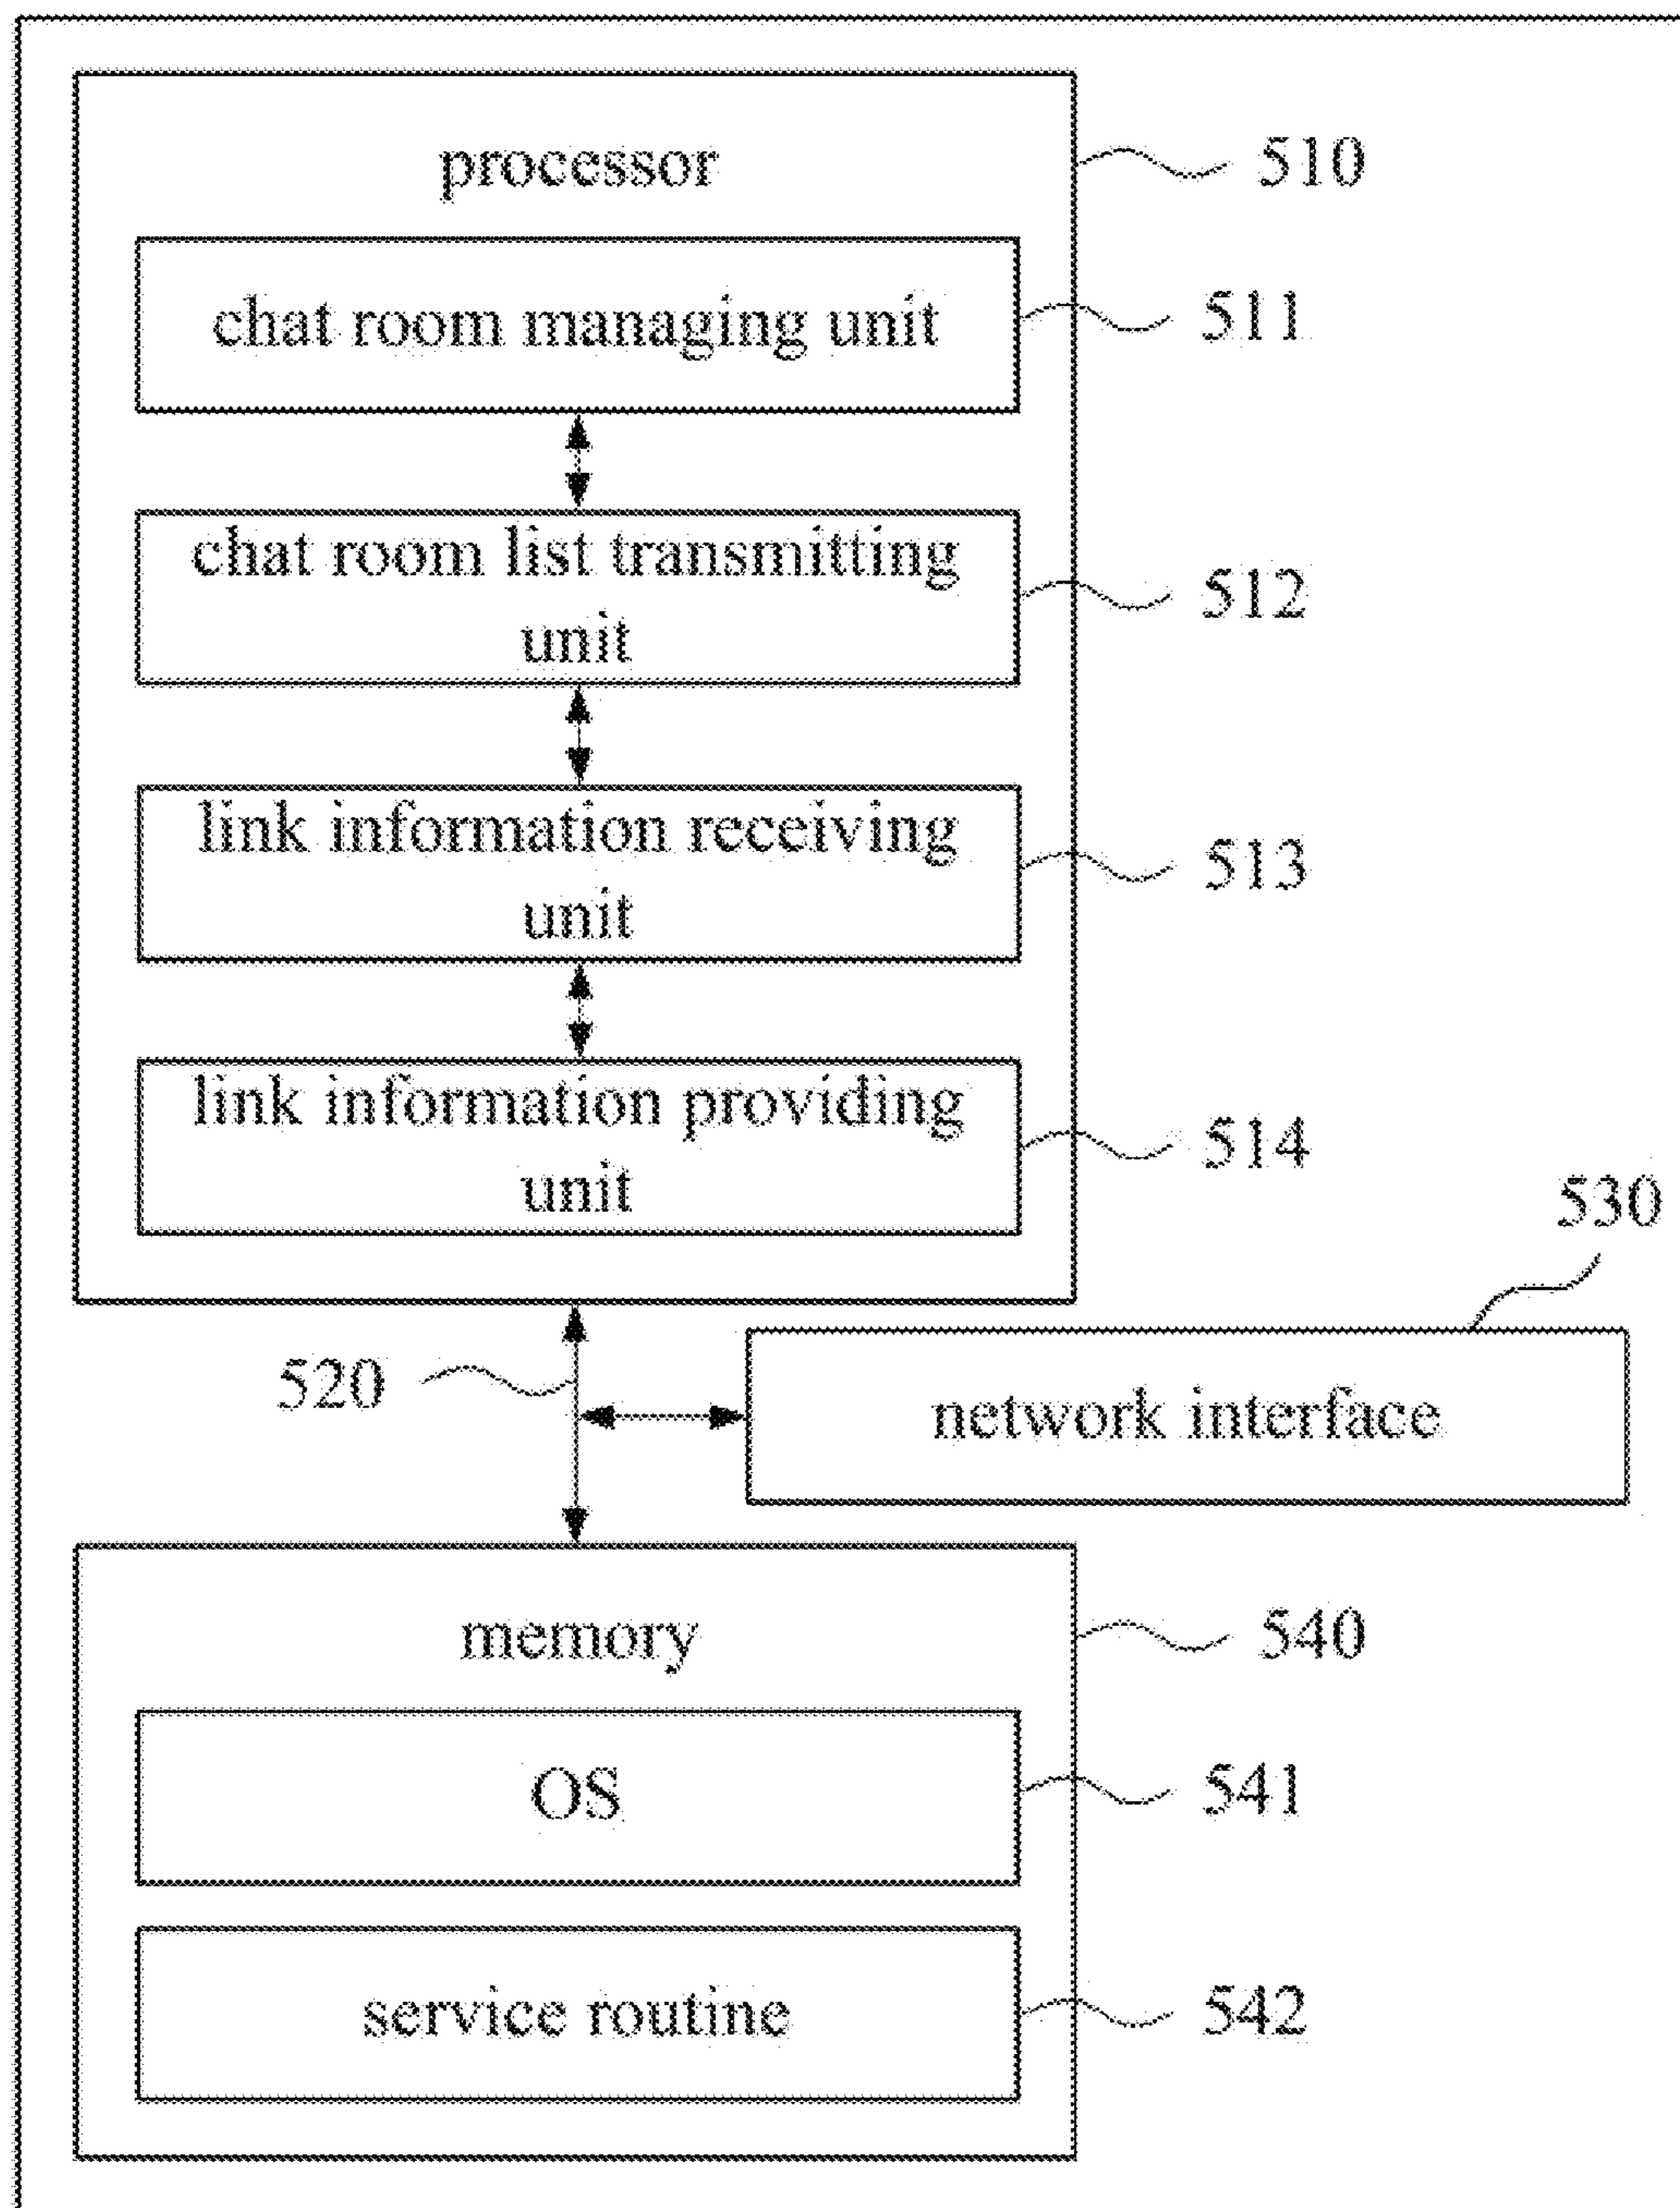 processor
510
chat room managing unit
511
chat room list transmitting
unit
512
link information receiving
unit
513
link information providing
unit
514
530
520
network interface
memory
540
OS
541
service routine
542